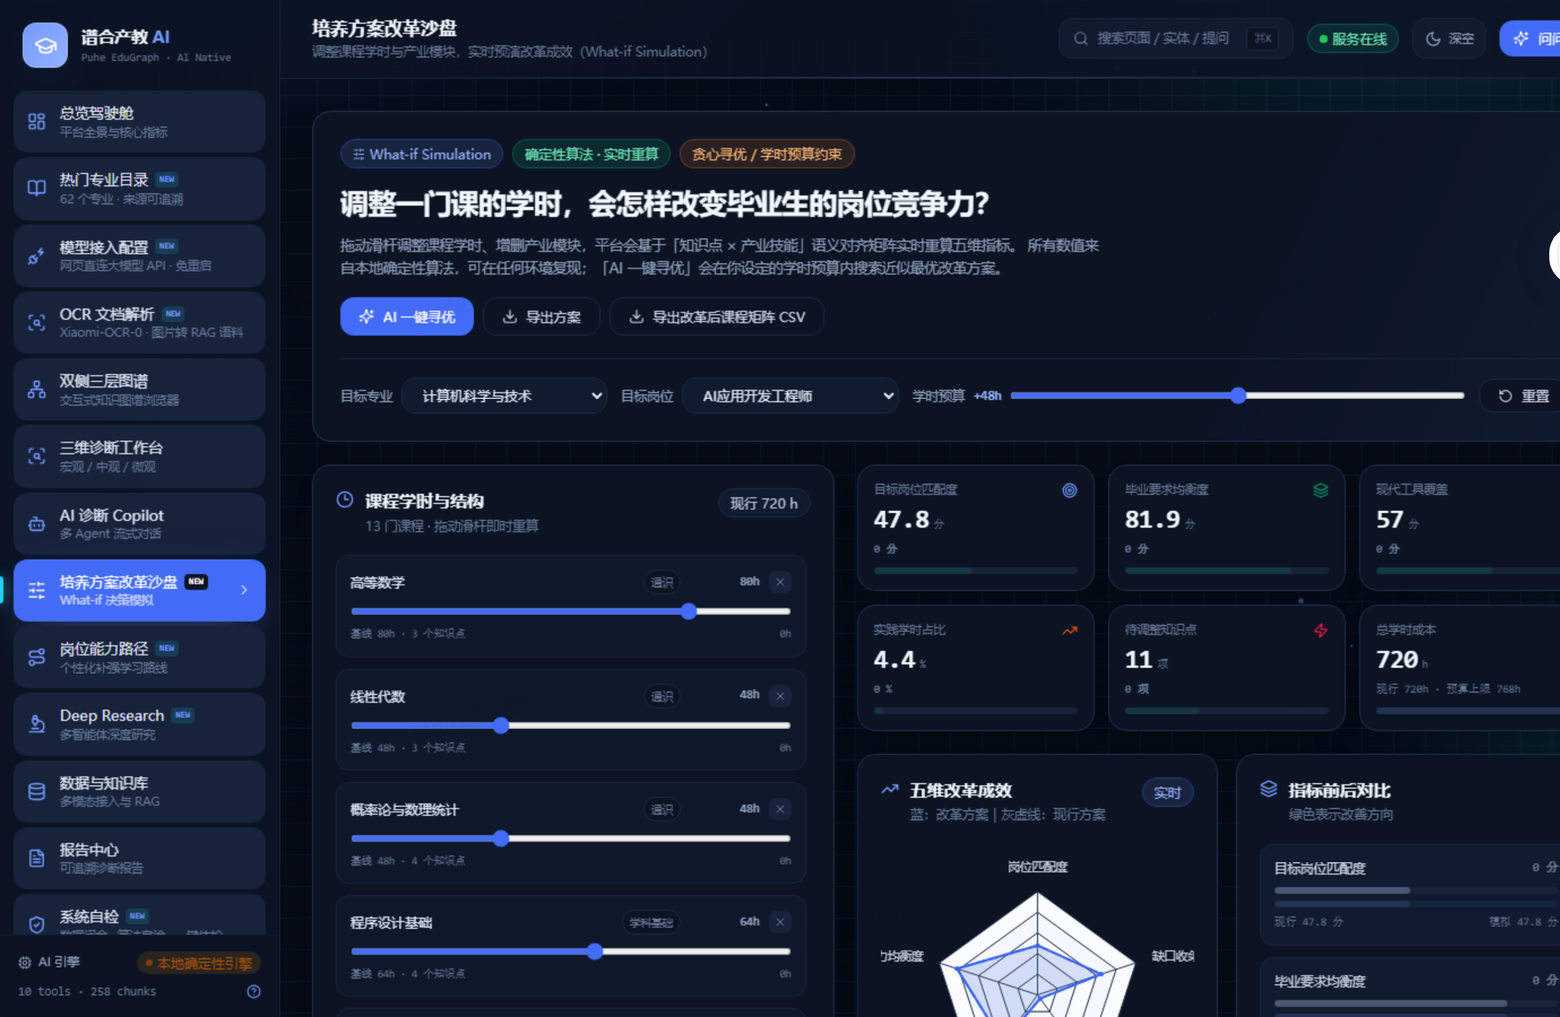 谱合产教 AI
Puhe EduGraph · AI Native
总览驾驶舱
平台全景与核心指标
热门专业目录 NEW
62 个专业 · 来源可追溯
模型接入配置 NEW
网页直连大模型 API · 免重启
OCR 文档解析 NEW
Xiaomi-OCR-0 · 图片转 RAG 语料
双侧三层图谱
交互式知识图谱浏览器
三维诊断工作台
宏观 / 中观 / 微观
AI 诊断 Copilot
多 Agent 流式对话
培养方案改革沙盘 NEW
What-if 决策模拟
岗位能力路径 NEW
个性化补强学习路线
Deep Research NEW
多智能体深度研究
数据与知识库
多模态接入与 RAG
报告中心
可追溯诊断报告
系统自检 NEW
AI 引擎
本地确定性引擎
10 tools · 258 chunks
培养方案改革沙盘
调整课程学时与产业模块，实时预演改革成效（What-if Simulation）
搜索页面 / 实体 / 提问 ⌘K
服务在线
深空
What-if Simulation
确定性算法 · 实时重算
贪心寻优 / 学时预算约束
调整一门课的学时，会怎样改变毕业生的岗位竞争力？
拖动滑杆调整课程学时、增删产业模块，平台会基于「知识点 × 产业技能」语义对齐矩阵实时重算五维指标。 所有数值来
自本地确定性算法，可在任何环境复现；「AI 一键寻优」会在你设定的学时预算内搜索近似最优改革方案。
AI 一键寻优
导出方案
导出改革后课程矩阵 CSV
目标专业 计算机科学与技术
目标岗位 AI应用开发工程师
学时预算 +48h
重置
课程学时与结构
现行 720 h
13 门课程 · 拖动滑杆即时重算
高等数学 通识 80h
基线 80h · 3 个知识点 0h
线性代数 通识 48h
基线 48h · 3 个知识点 0h
概率论与数理统计 通识 48h
基线 48h · 4 个知识点 0h
程序设计基础 学科基础 64h
基线 64h · 4 个知识点 0h
目标岗位匹配度
47.8 分
0 分
毕业要求均衡度
81.9 分
0 分
现代工具覆盖
57 分
0 分
实践学时占比
4.4 %
0 %
待调整知识点
11 项
0 项
总学时成本
720 h
现行 720h · 预算上限 768h
五维改革成效
实时
蓝：改革方案 | 灰虚线：现行方案
岗位匹配度
力均衡度
缺口收
指标前后对比
绿色表示改善方向
目标岗位匹配度 0 分
现行 47.8 分 模拟 47.8 分
毕业要求均衡度 0 分